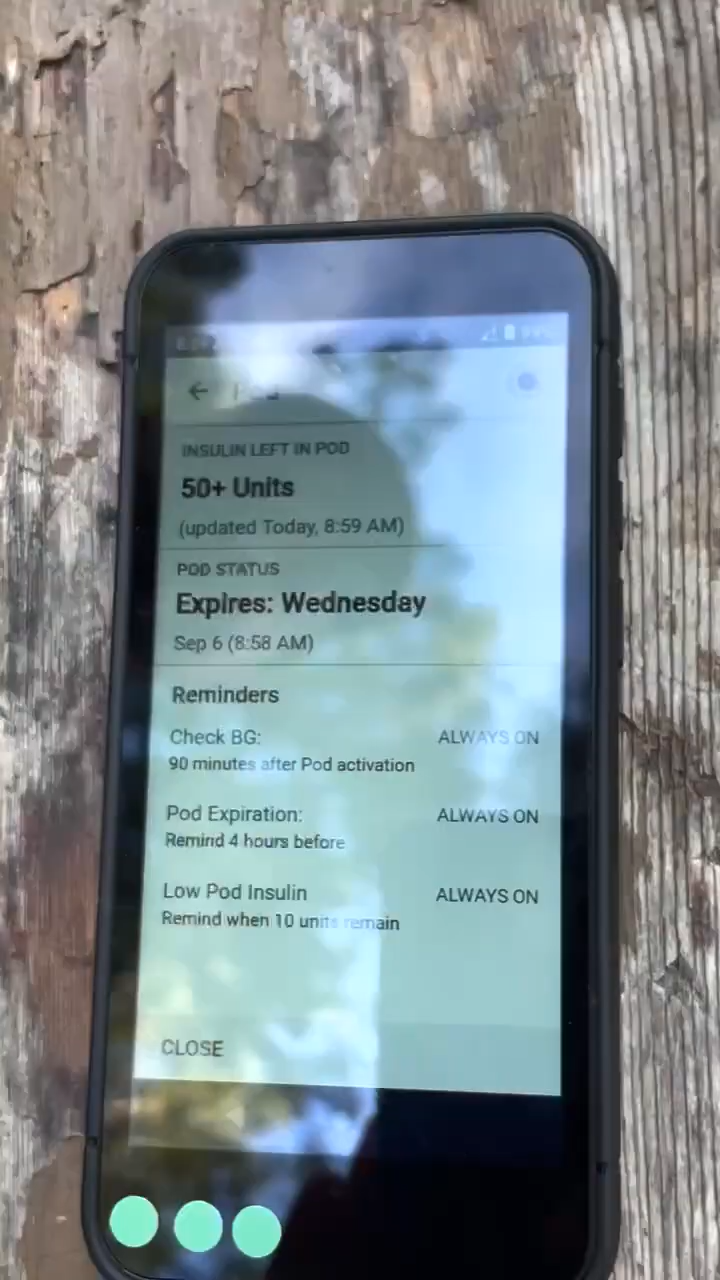 INSULIN LEFT IN POD
50+ Units
(updated Today, 8:59 AM)
POD STATUS
Expires: Wednesday
Sep 6 (8:58 AM)
Reminders
Check BG: ALWAYS ON
90 minutes after Pod activation
Pod Expiration: ALWAYS ON
Remind 4 hours before
Low Pod Insulin ALWAYS ON
Remind when 10 units remain
CLOSE